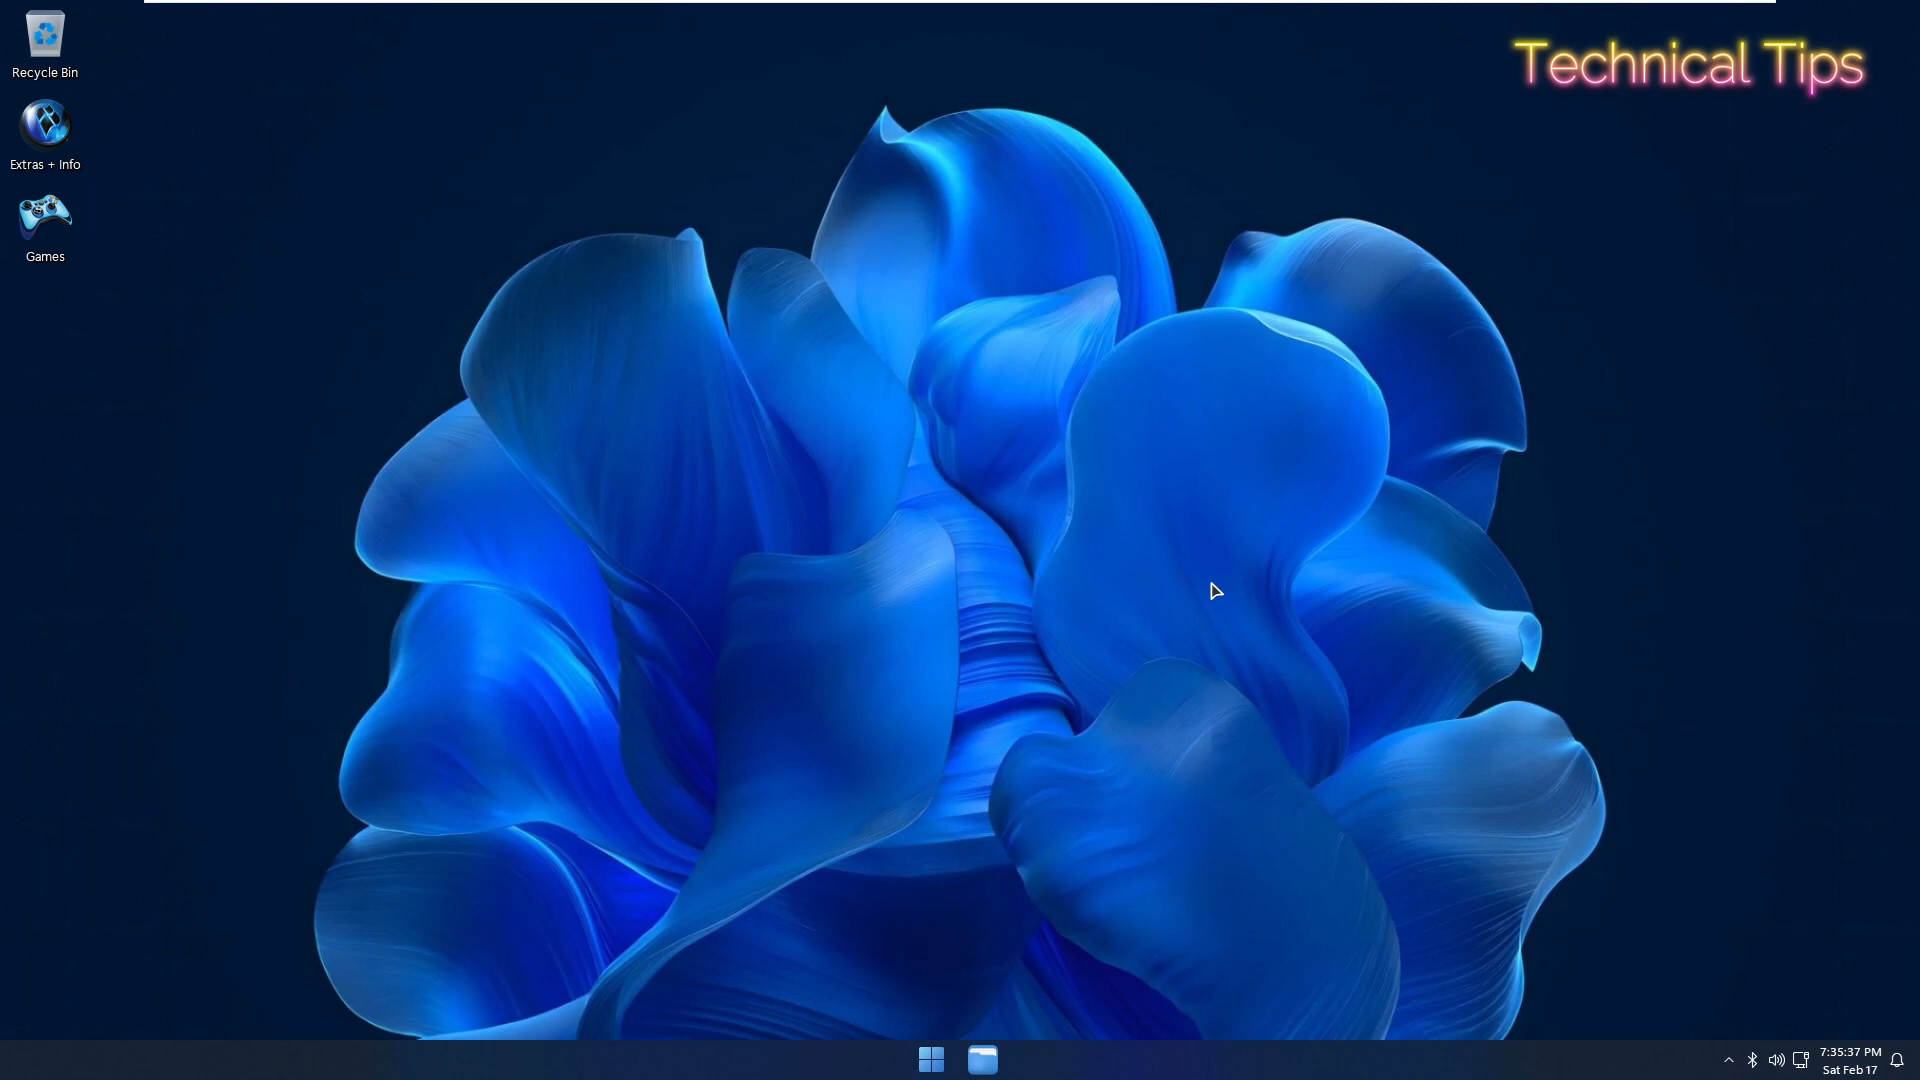 Technical Tips
Recycle Bin
Extras + Info
Games
7:35:37 PM
Sat Feb 17